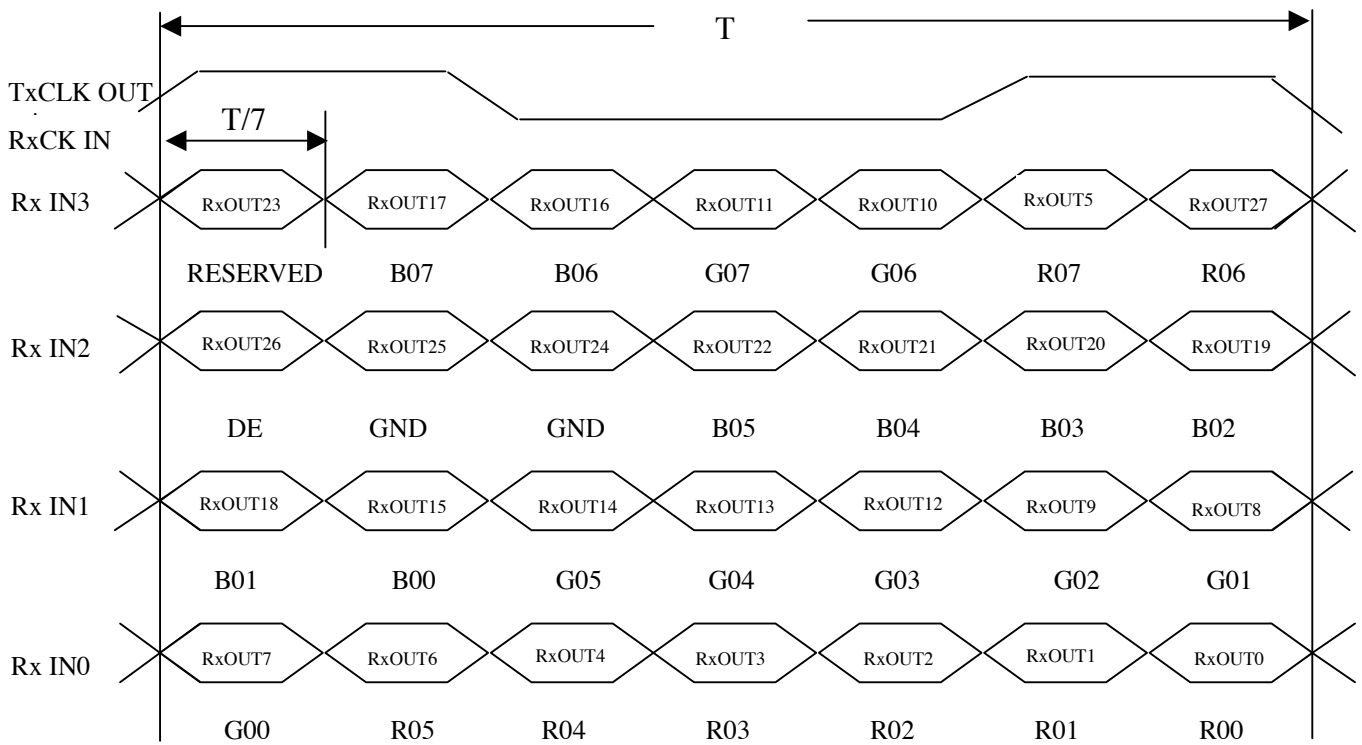 T
TxCLK OUT
T/7
RxCK IN
Rx IN3 RxOUT23 RxOUT17 RxOUT16 RxOUT11 RxOUT10 RxOUT5 RxOUT27
RESERVED B07 B06 G07 G06 R07 R06
Rx IN2 RxOUT26 RxOUT25 RxOUT24 RxOUT22 RxOUT21 RxOUT20 RxOUT19
DE GND GND B05 B04 B03 B02
Rx IN1 RxOUT18 RxOUT15 RxOUT14 RxOUT13 RxOUT12 RxOUT9 RxOUT8
B01 B00 G05 G04 G03 G02 G01
Rx IN0 RxOUT7 RxOUT6 RxOUT4 RxOUT3 RxOUT2 RxOUT1 RxOUT0
G00 R05 R04 R03 R02 R01 R00